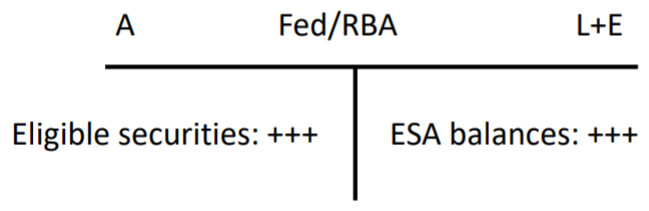 A Fed/RBA L+E
Eligible securities: +++ ESA balances: +++